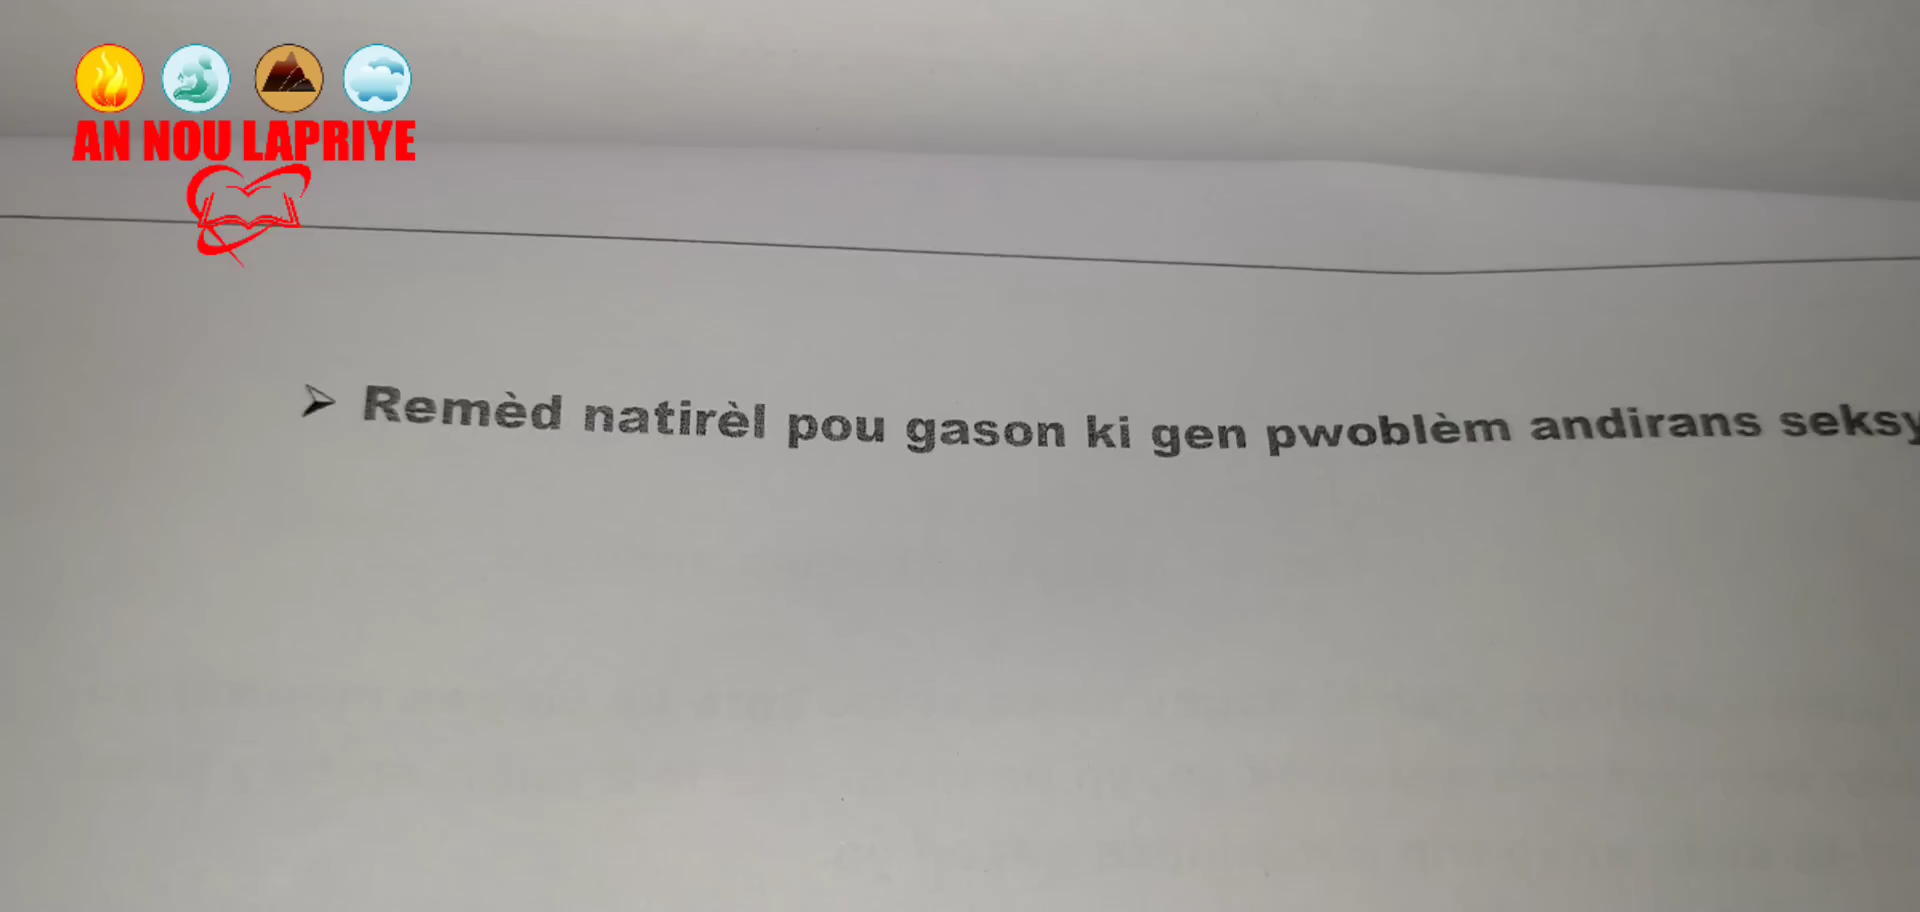 AN NOU LAPRIYE
➢ Remèd natirèl pou gason ki gen pwoblèm andirans seksy